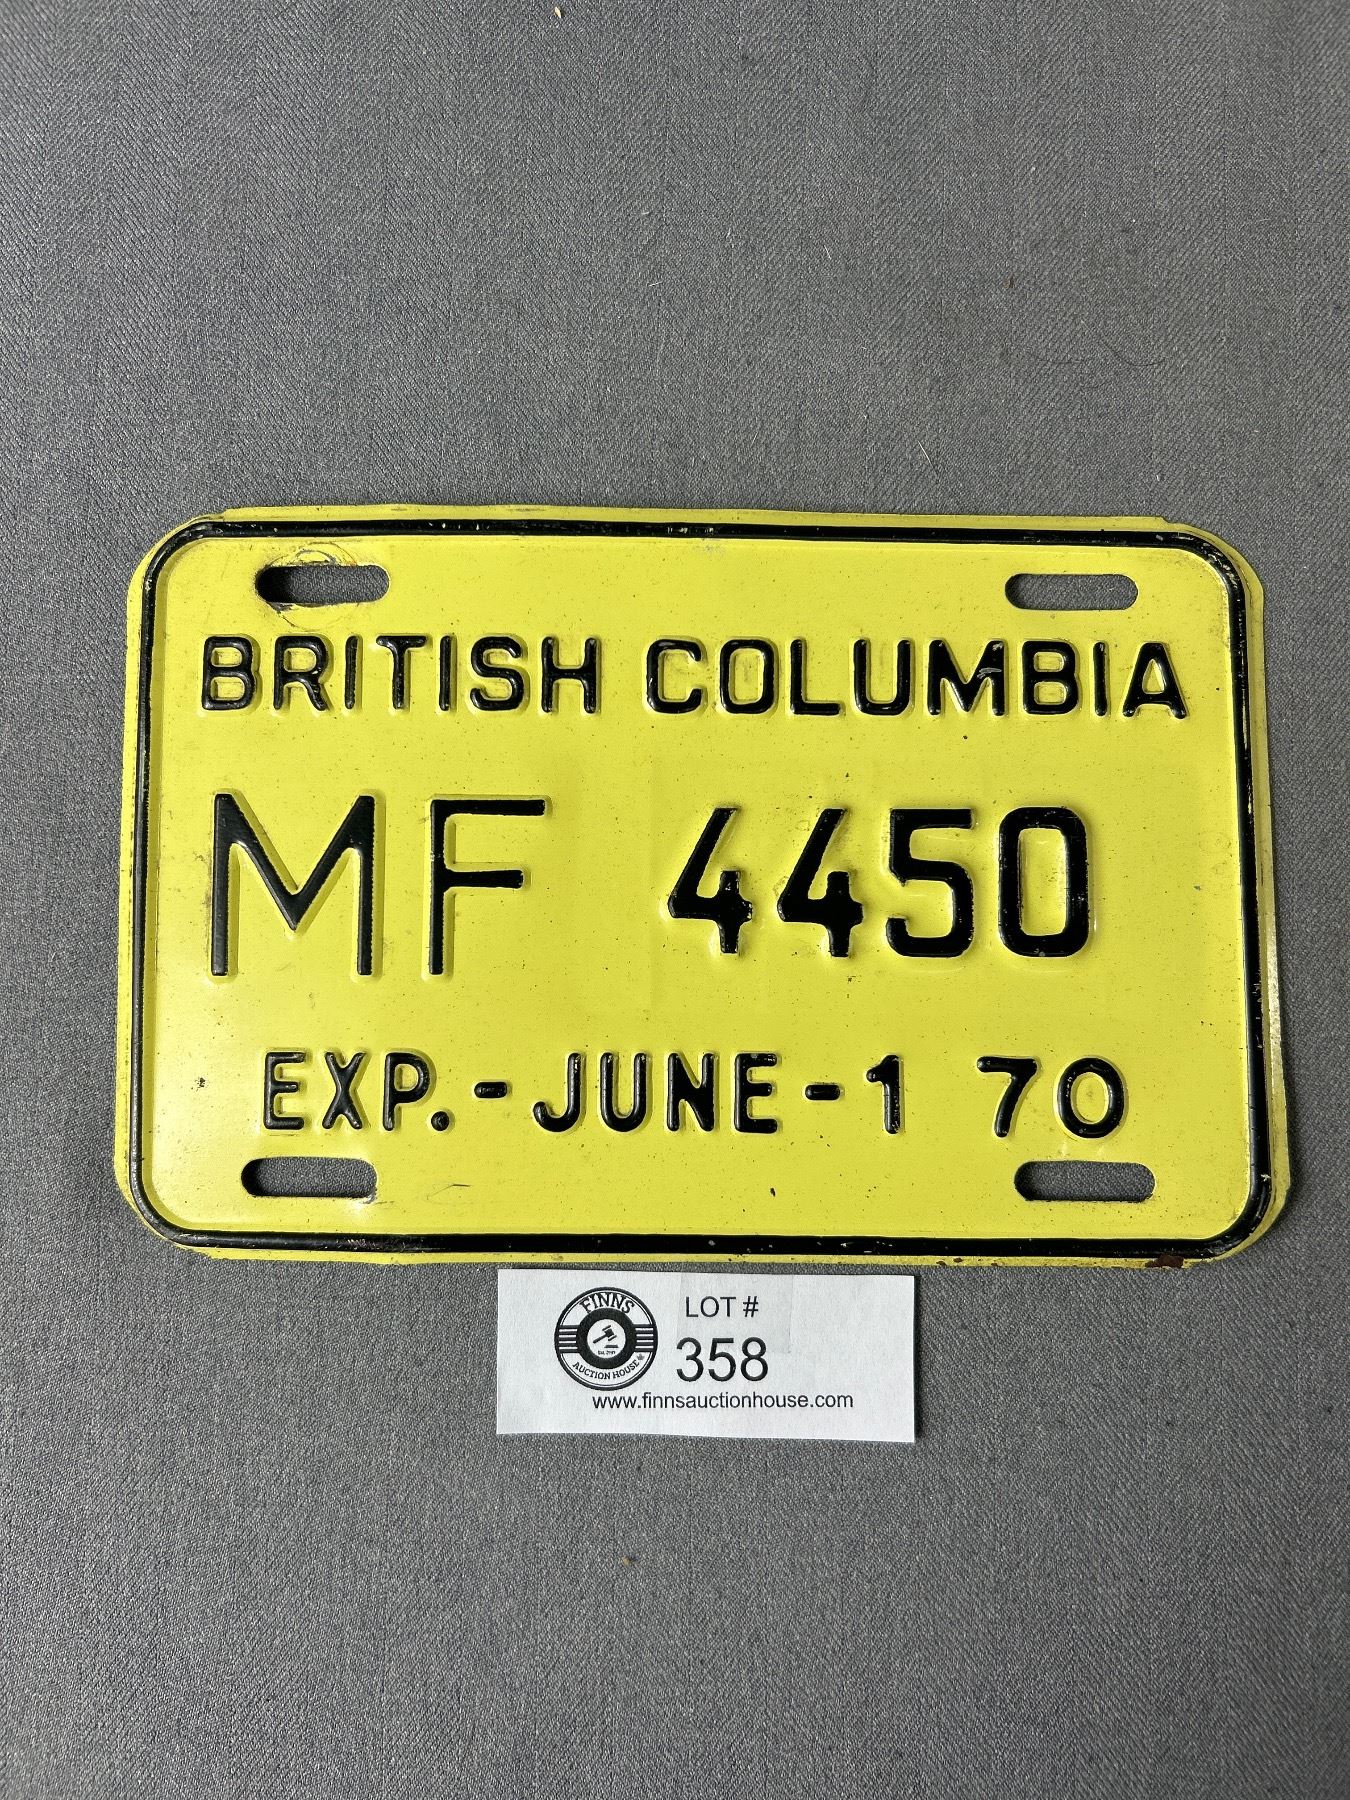 BRITISH COLUMBIA
MF 4450
EXP.-JUNE-1 70
FINNS
AUCTION HOUSE
LOT #
358
www.finnsauctionhouse.com